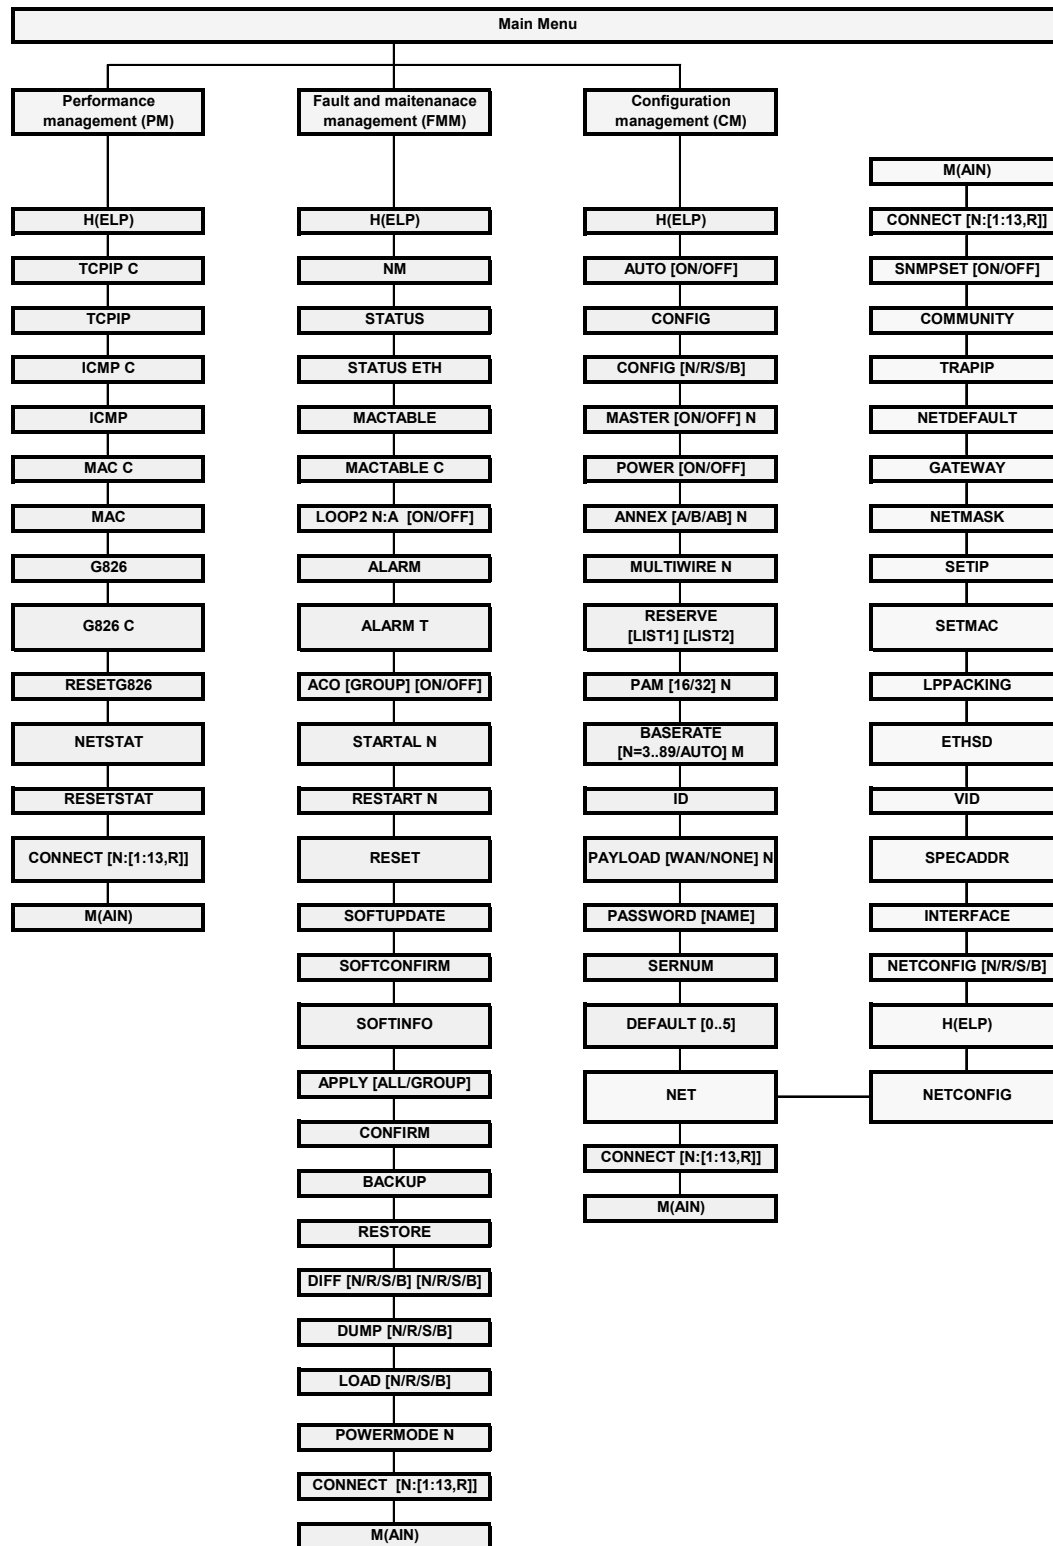 Main Menu
Performance
management (PM)
Fault and maitenanace
management (FMM)
Configuration
management (CM)
H(ELP)
TCPIP C
TCPIP
ICMP C
ICMP
MAC C
MAC
G826
G826 C
RESETG826
NETSTAT
RESETSTAT
CONNECT [N:[1:13,R]]
M(AIN)
H(ELP)
NM
STATUS
STATUS ETH
MACTABLE
MACTABLE C
LOOP2 N:A [ON/OFF]
ALARM
ALARM T
ACO [GROUP] [ON/OFF]
STARTAL N
RESTART N
RESET
SOFTUPDATE
SOFTCONFIRM
SOFTINFO
APPLY [ALL/GROUP]
CONFIRM
BACKUP
RESTORE
DIFF [N/R/S/B] [N/R/S/B]
DUMP [N/R/S/B]
LOAD [N/R/S/B]
POWERMODE N
CONNECT [N:[1:13,R]]
M(AIN)
H(ELP)
AUTO [ON/OFF]
CONFIG
CONFIG [N/R/S/B]
MASTER [ON/OFF] N
POWER [ON/OFF]
ANNEX [A/B/AB] N
MULTIWIRE N
RESERVE
[LIST1] [LIST2]
PAM [16/32] N
BASERATE
[N=3..89/AUTO] M
ID
PAYLOAD [WAN/NONE] N
PASSWORD [NAME]
SERNUM
DEFAULT [0..5]
NET
CONNECT [N:[1:13,R]]
M(AIN)
M(AIN)
CONNECT [N:[1:13,R]]
SNMPSET [ON/OFF]
COMMUNITY
TRAPIP
NETDEFAULT
GATEWAY
NETMASK
SETIP
SETMAC
LPPACKING
ETHSD
VID
SPECADDR
INTERFACE
NETCONFIG [N/R/S/B]
H(ELP)
NETCONFIG